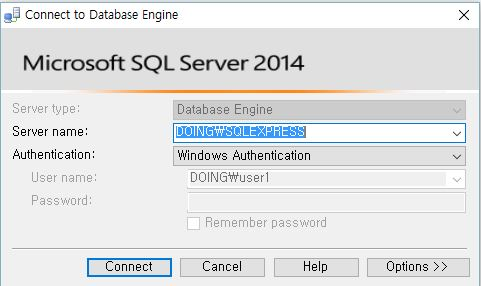 Connect to Database Engine
Microsoft SQL Server 2014
Server type: Database Engine
Server name: DOING₩SQLEXPRESS
Authentication: Windows Authentication
User name: DOING₩user1
Password:
Remember password
Connect Cancel Help Options >>